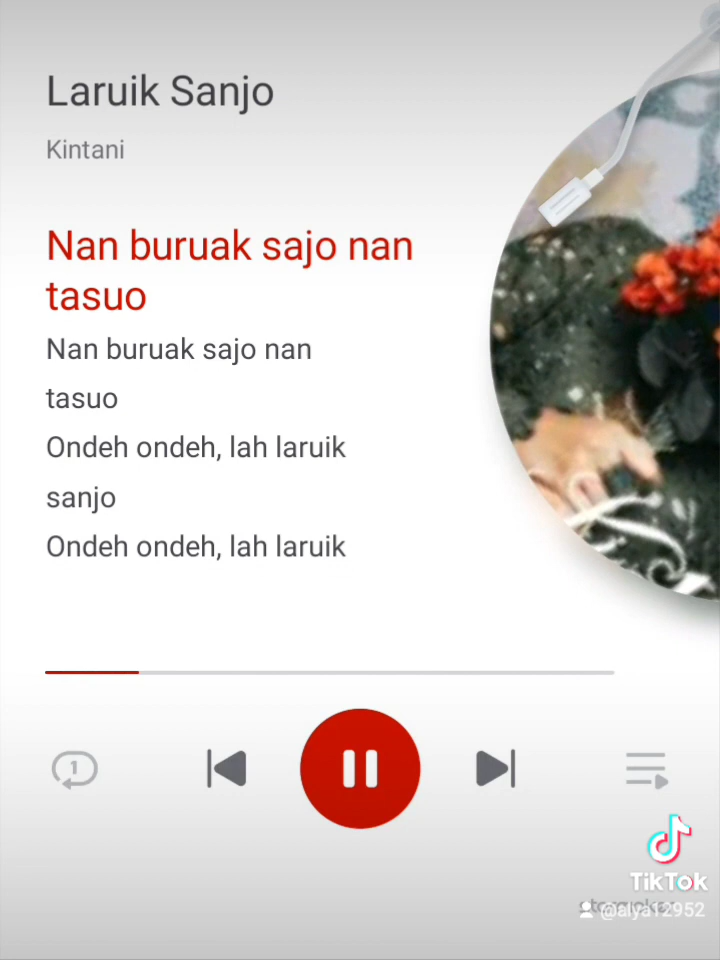 Laruik Sanjo
Kintani
Nan buruak sajo nan
tasuo
Nan buruak sajo nan
tasuo
Ondeh ondeh, lah laruik
sanjo
Ondeh ondeh, lah laruik
1
TikTok
@alya12952